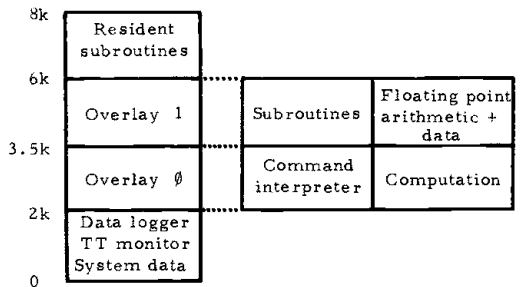 8k
Resident
subroutines
6k
Overlay 1
Subroutines
Floating point
arithmetic +
data
3.5k
Overlay Ø
Command
interpreter
Computation
2k
Data logger
TT monitor
System data
0